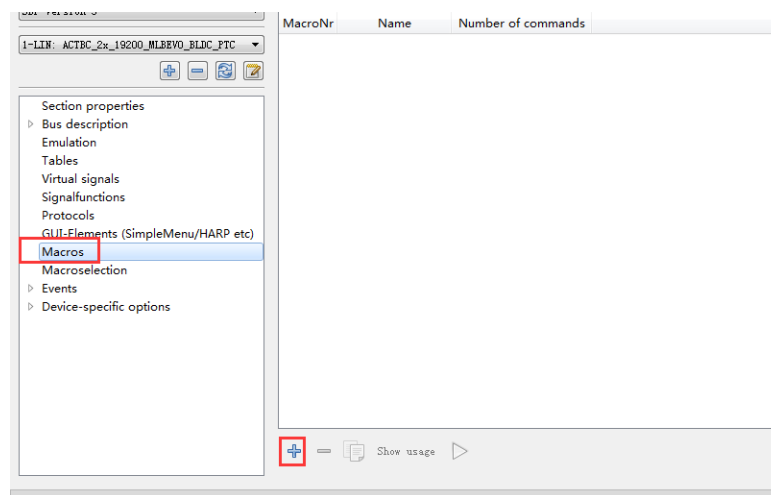 1-LIN: ACTBC_2x_19200_MLBEVO_BLDC_PTC
Section properties
Bus description
Emulation
Tables
Virtual signals
Signalfunctions
Protocols
GUI-Elements (SimpleMenu/HARP etc)
Macros
Macroselection
Events
Device-specific options
MacroNr Name Number of commands
Show usage